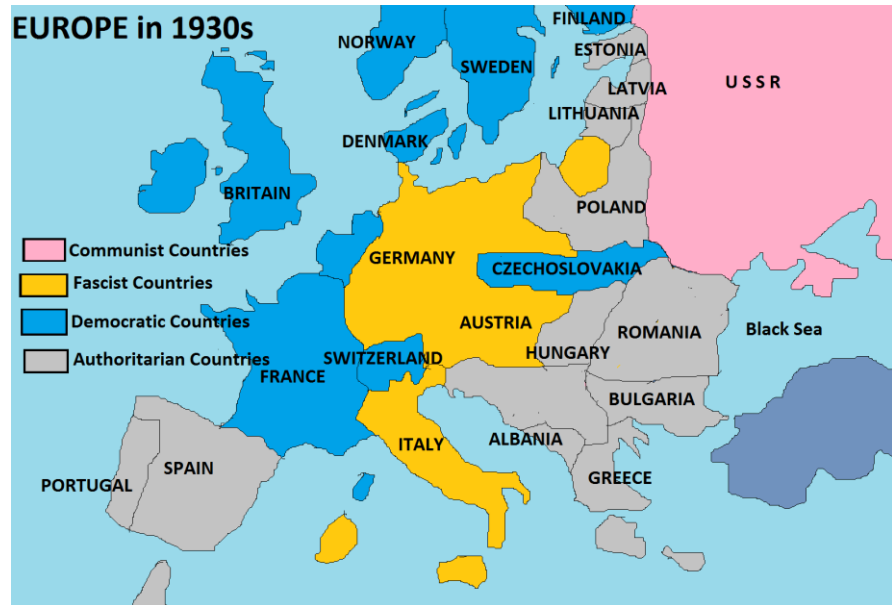 EUROPE in 1930s
FINLAND
NORWAY
ESTONIA
SWEDEN
LATVIA
U S S R
LITHUANIA
DENMARK
BRITAIN
POLAND
Communist Countries
GERMANY
CZECHOSLOVAKIA
Fascist Countries
Democratic Countries
AUSTRIA
ROMANIA
Black Sea
HUNGARY
SWITZERLAND
Authoritarian Countries
FRANCE
BULGARIA
ITALY
ALBANIA
SPAIN
GREECE
PORTUGAL